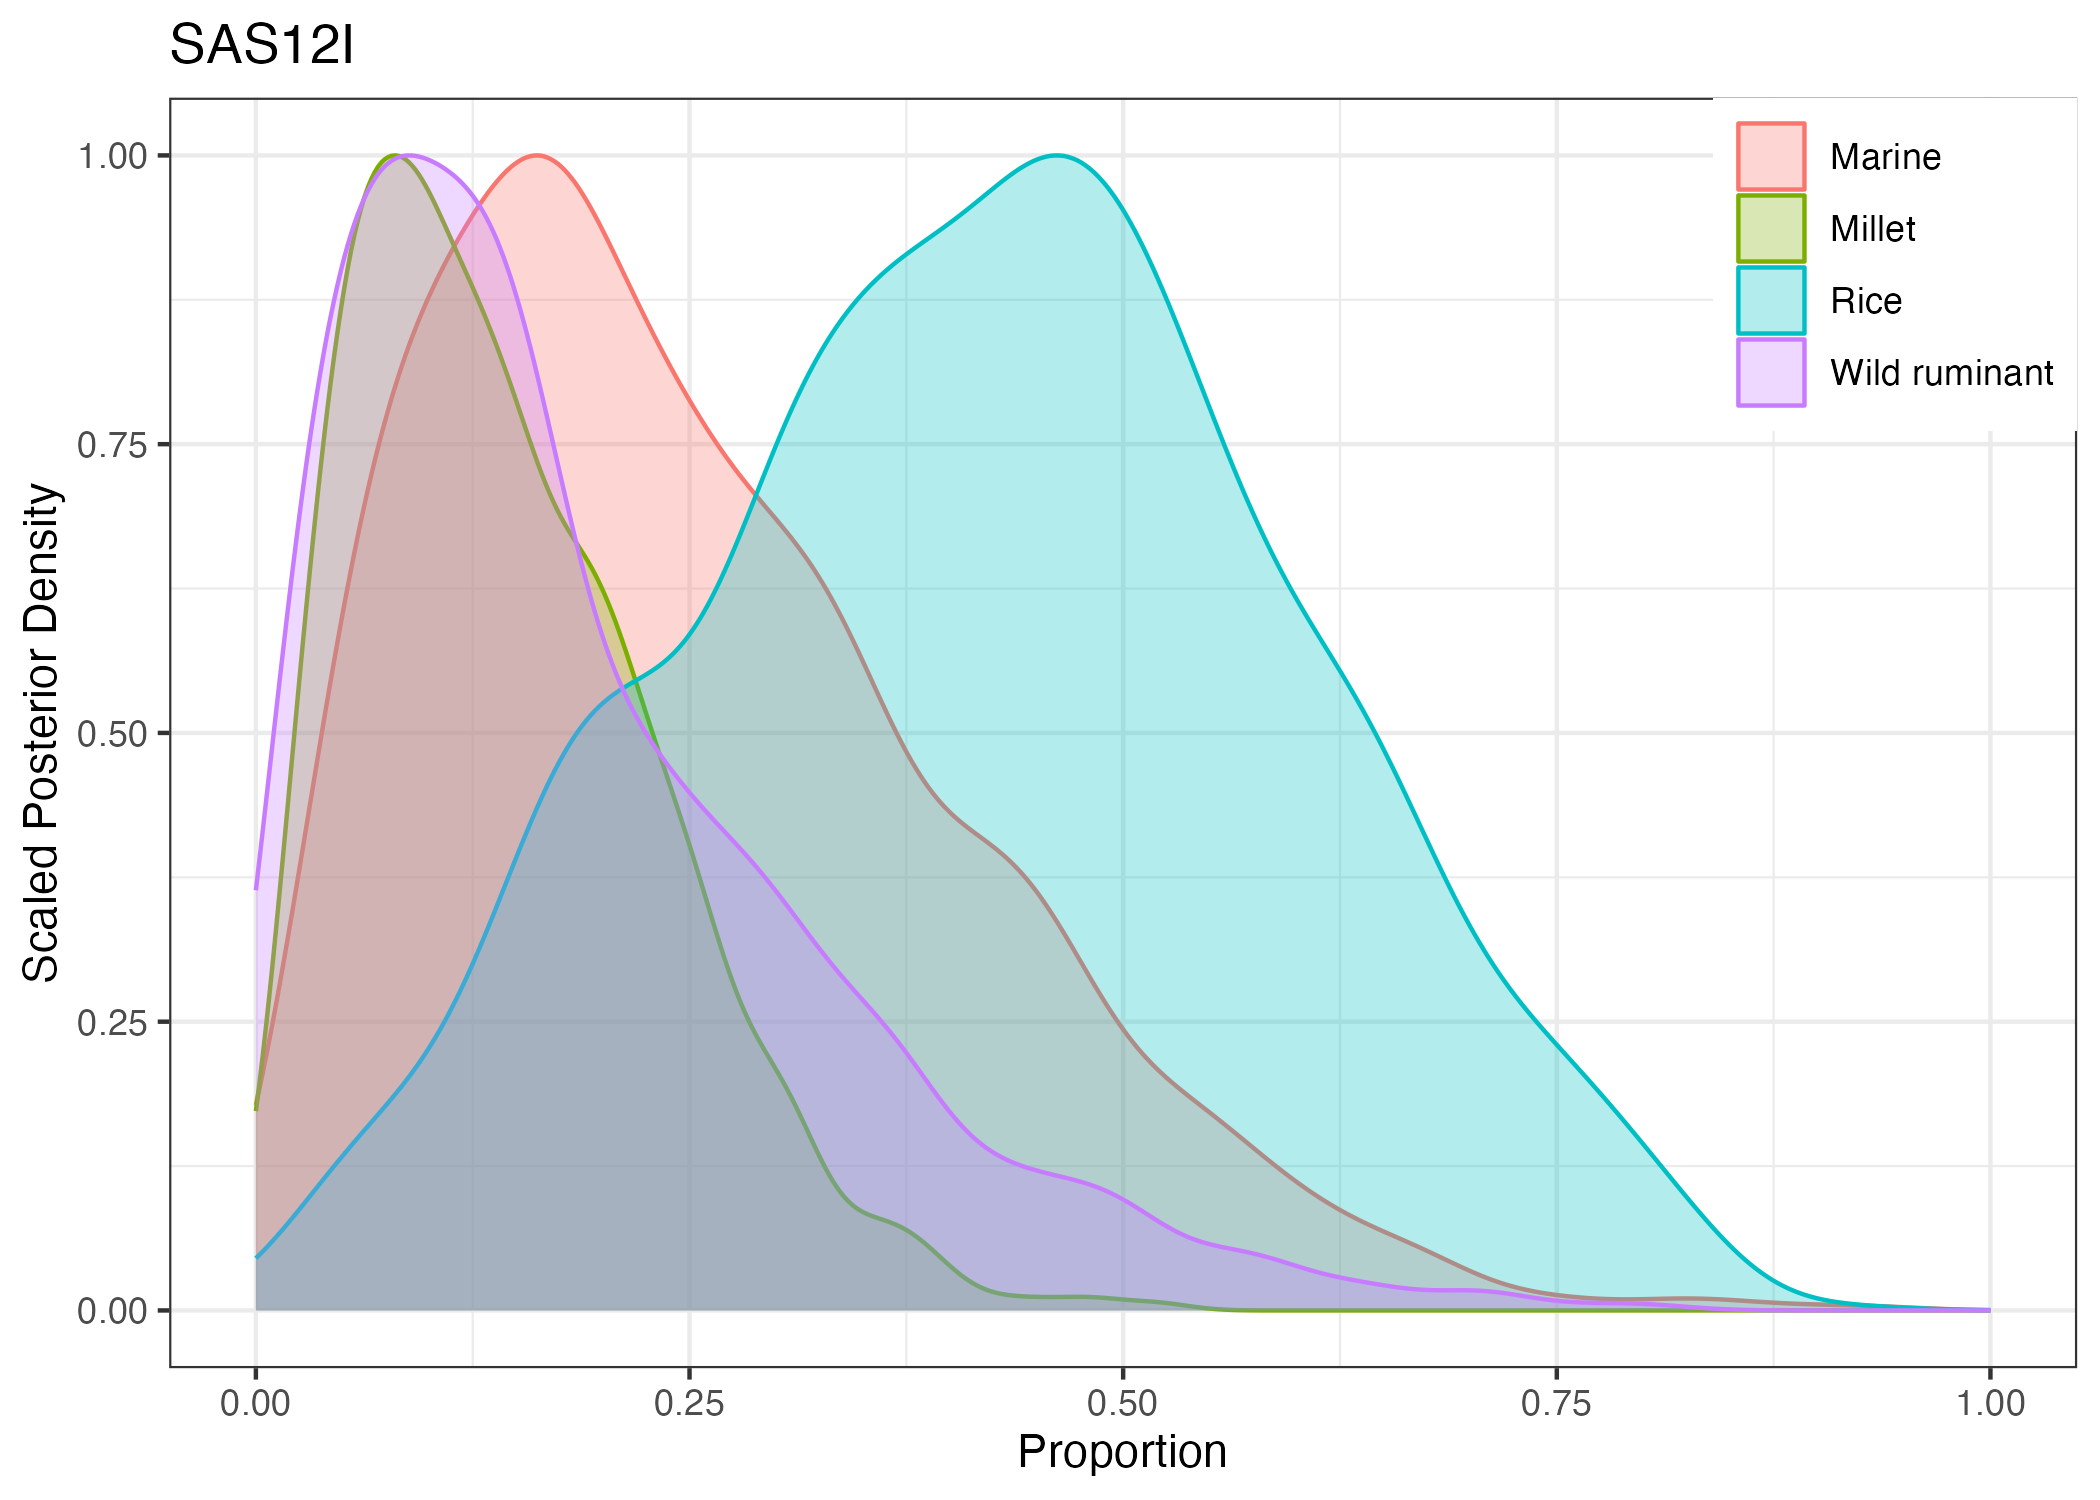 SAS12I
Marine
Millet
Rice
Wild ruminant
Scaled Posterior Density
1.00
0.75
0.50
0.25
0.00
0.00 0.25 0.50 0.75 1.00
Proportion